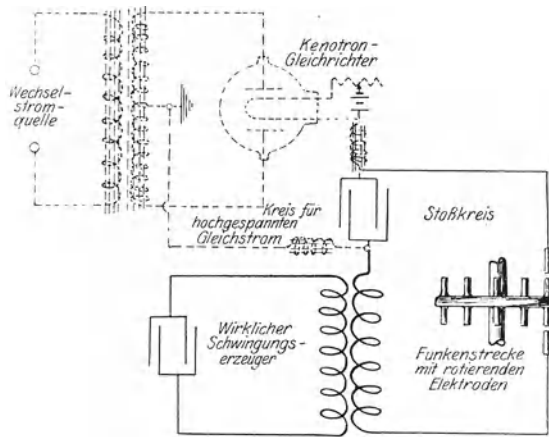 Kenotron-
Gleichrichter
Wechsel-
strom-
quelle
Kreis für
hochgespannten
Gleichstrom
Stoßkreis
Wirklicher
Schwingungs-
erzeuger
Funkenstrecke
mit rotierenden
Elektroden